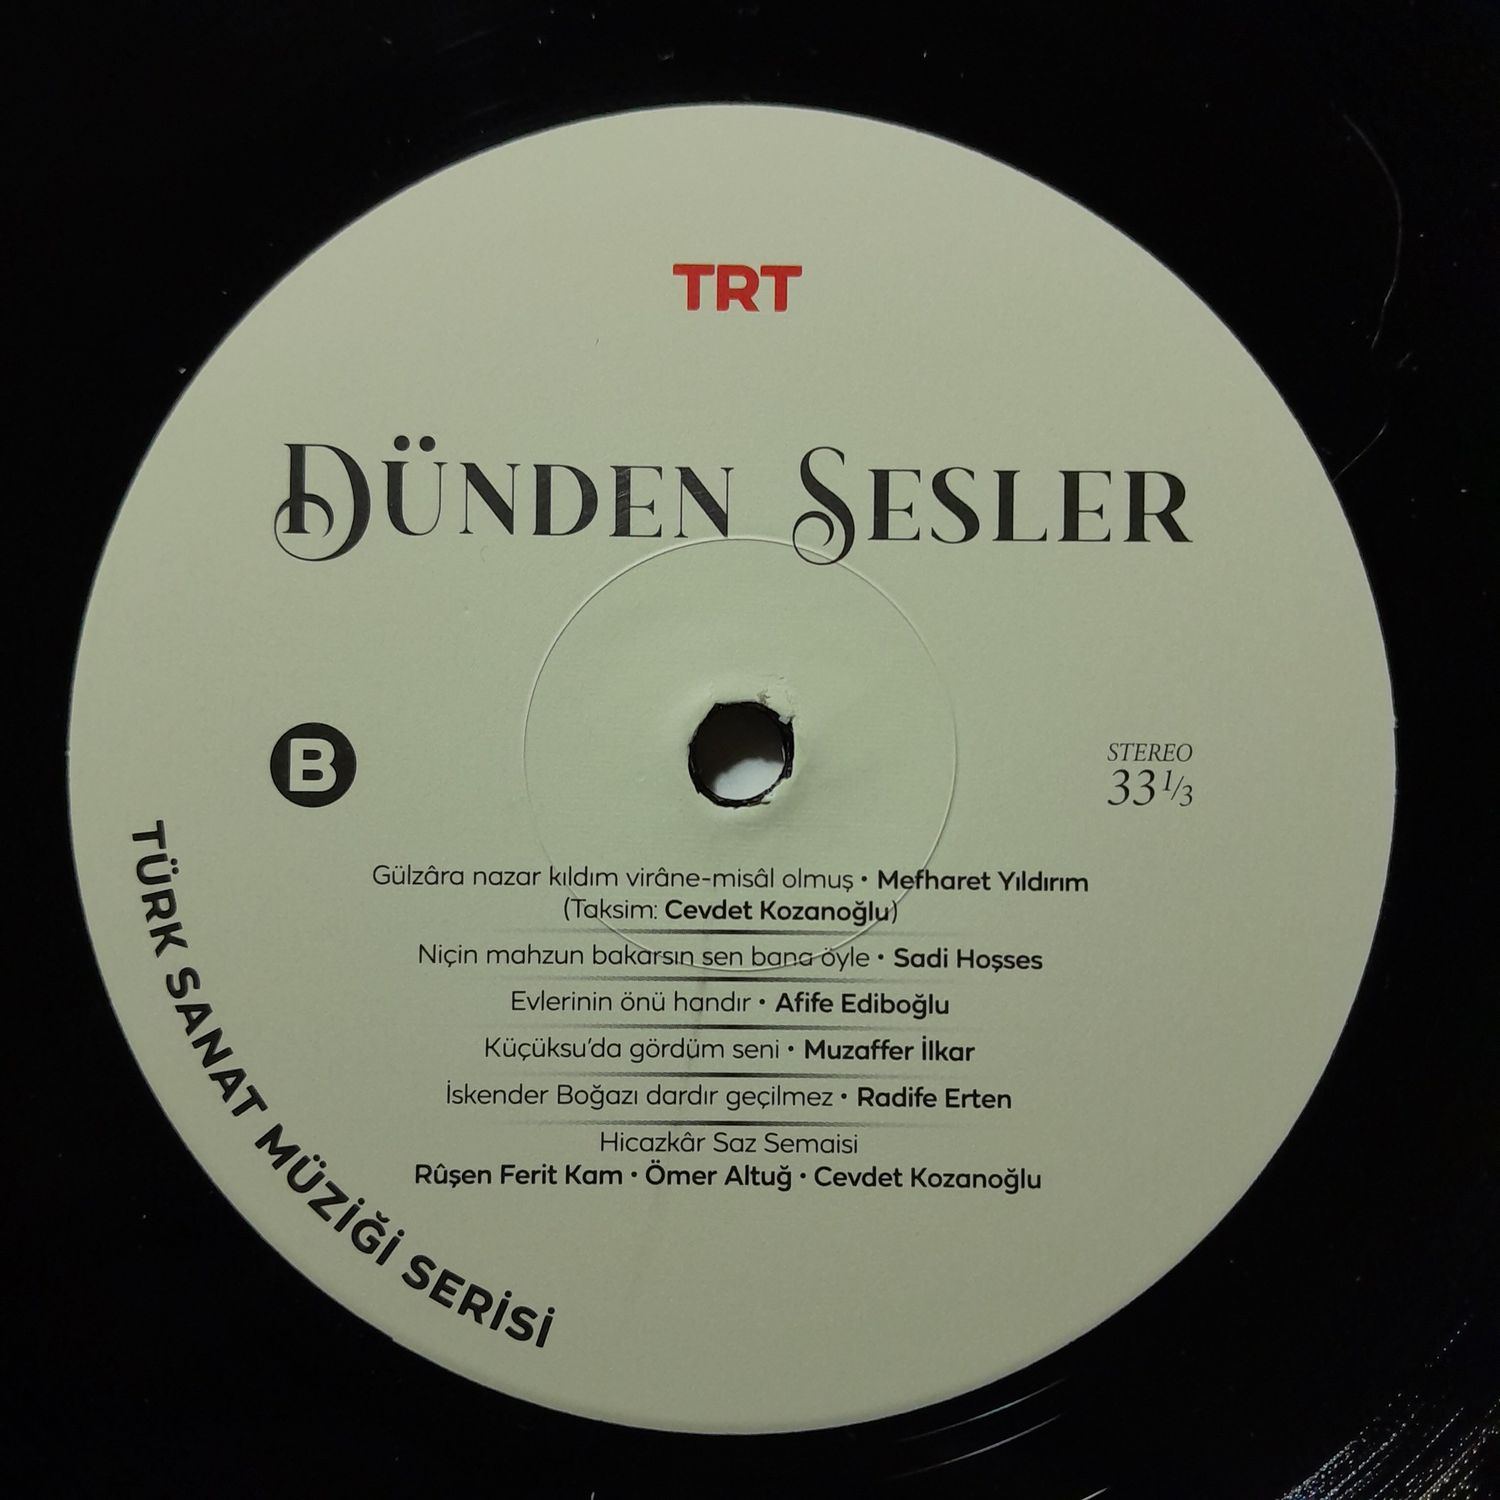 TRT
DÜNDEN SESLER
B
STEREO
33 1/3
Gülzâra nazar kıldım virâne-misâl olmuş • Mefharet Yıldırım
(Taksim: Cevdet Kozanoğlu)
Niçin mahzun bakarsın sen bana öyle • Sadi Hoşses
Evlerinin önü handır • Afife Ediboğlu
Küçüksu'da gördüm seni • Muzaffer İlkar
İskender Boğazı dardır geçilmez • Radife Erten
Hicazkâr Saz Semaisi
Rûşen Ferit Kam • Ömer Altuğ • Cevdet Kozanoğlu
TÜRK SANAT MÜZİĞİ SERİSİ